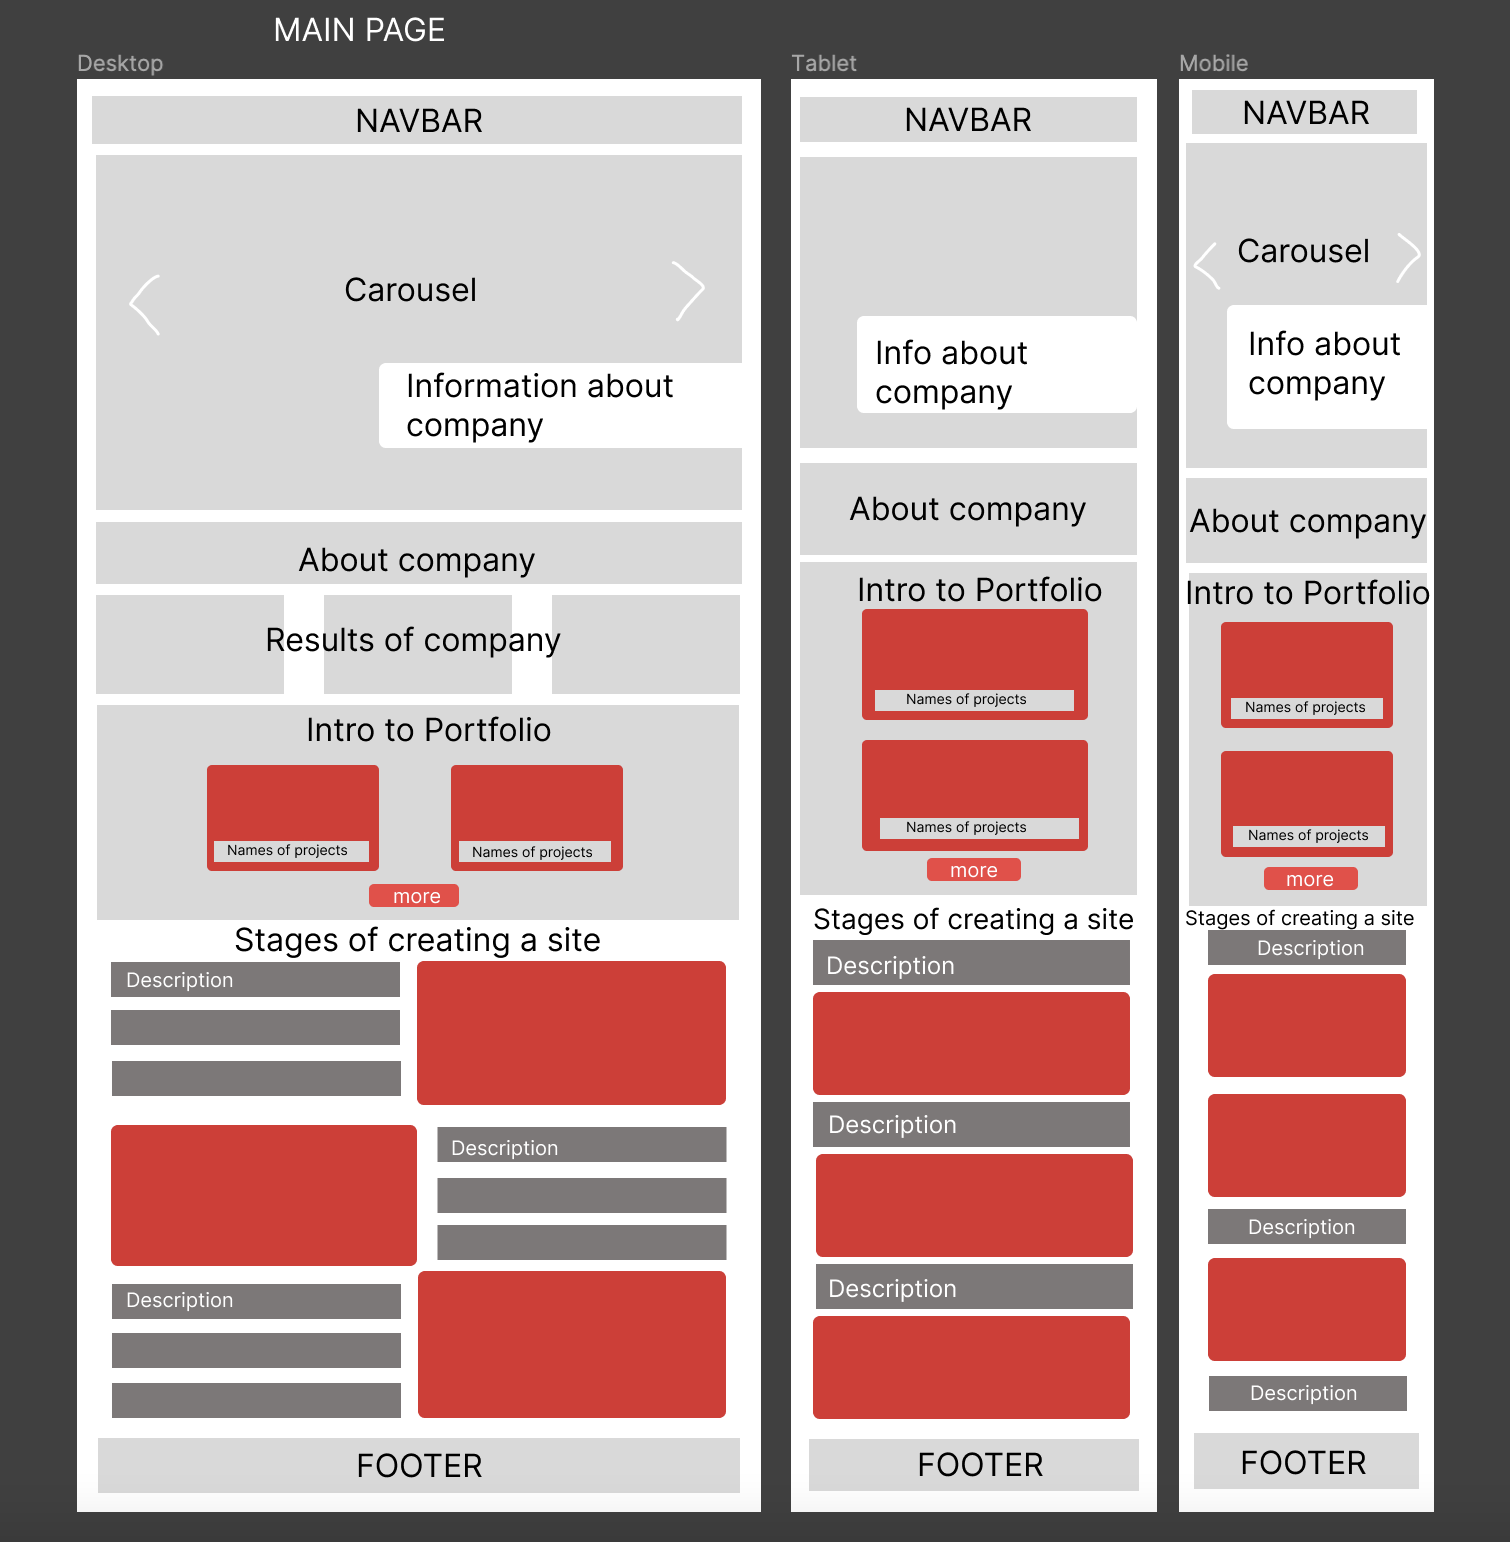 MAIN PAGE
Desktop
NAVBAR
Carousel
Information about
company
About company
Results of company
Intro to Portfolio
Names of projects
Names of projects
more
Stages of creating a site
Description
Description
Description
FOOTER
Tablet
NAVBAR
Info about
company
About company
Intro to Portfolio
Names of projects
Names of projects
more
Stages of creating a site
Description
Description
Description
FOOTER
Mobile
NAVBAR
Carousel
Info about
company
About company
Intro to Portfolio
Names of projects
Names of projects
more
Stages of creating a site
Description
Description
Description
FOOTER